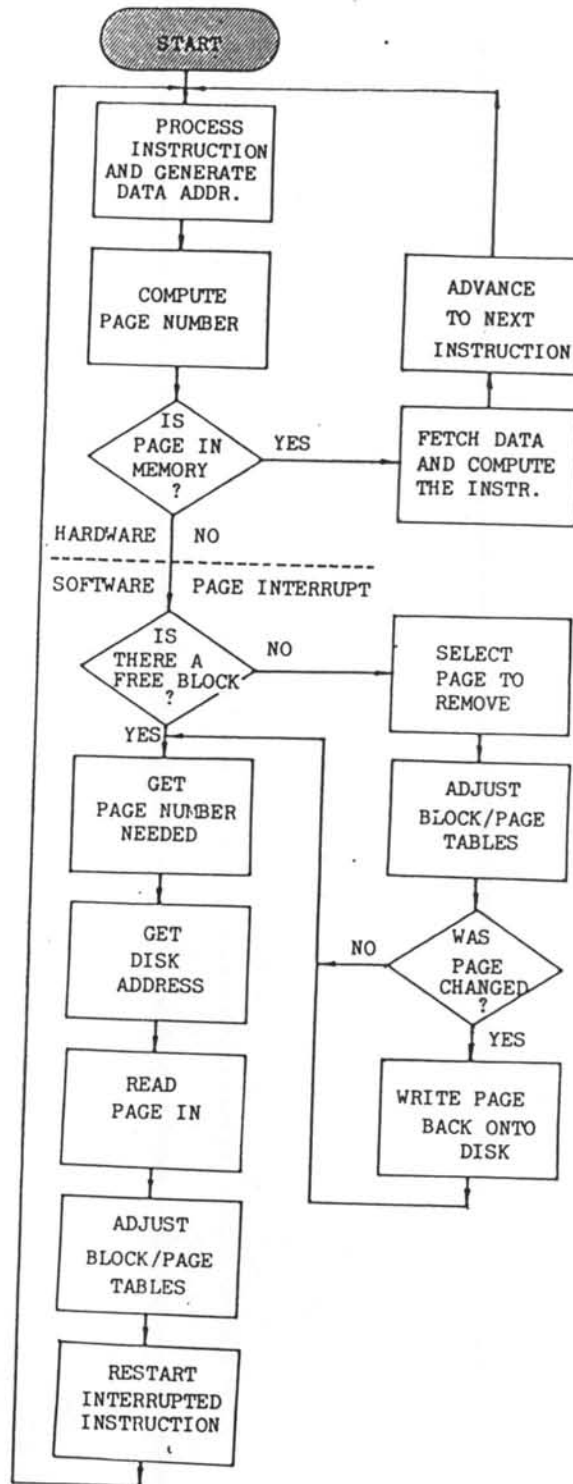 START
PROCESS
INSTRUCTION
AND GENERATE
DATA ADDR.
COMPUTE
PAGE NUMBER
IS
PAGE IN
MEMORY
?
YES
FETCH DATA
AND COMPUTE
THE INSTR.
ADVANCE
TO NEXT
INSTRUCTION
HARDWARE NO
SOFTWARE PAGE INTERRUPT
IS
THERE A
FREE BLOCK
?
NO
SELECT
PAGE TO
REMOVE
ADJUST
BLOCK/PAGE
TABLES
WAS
PAGE
CHANGED
?
NO
YES
WRITE PAGE
BACK ONTO
DISK
YES
GET
PAGE NUMBER
NEEDED
GET
DISK
ADDRESS
READ
PAGE IN
ADJUST
BLOCK/PAGE
TABLES
RESTART
INTERRUPTED
INSTRUCTION